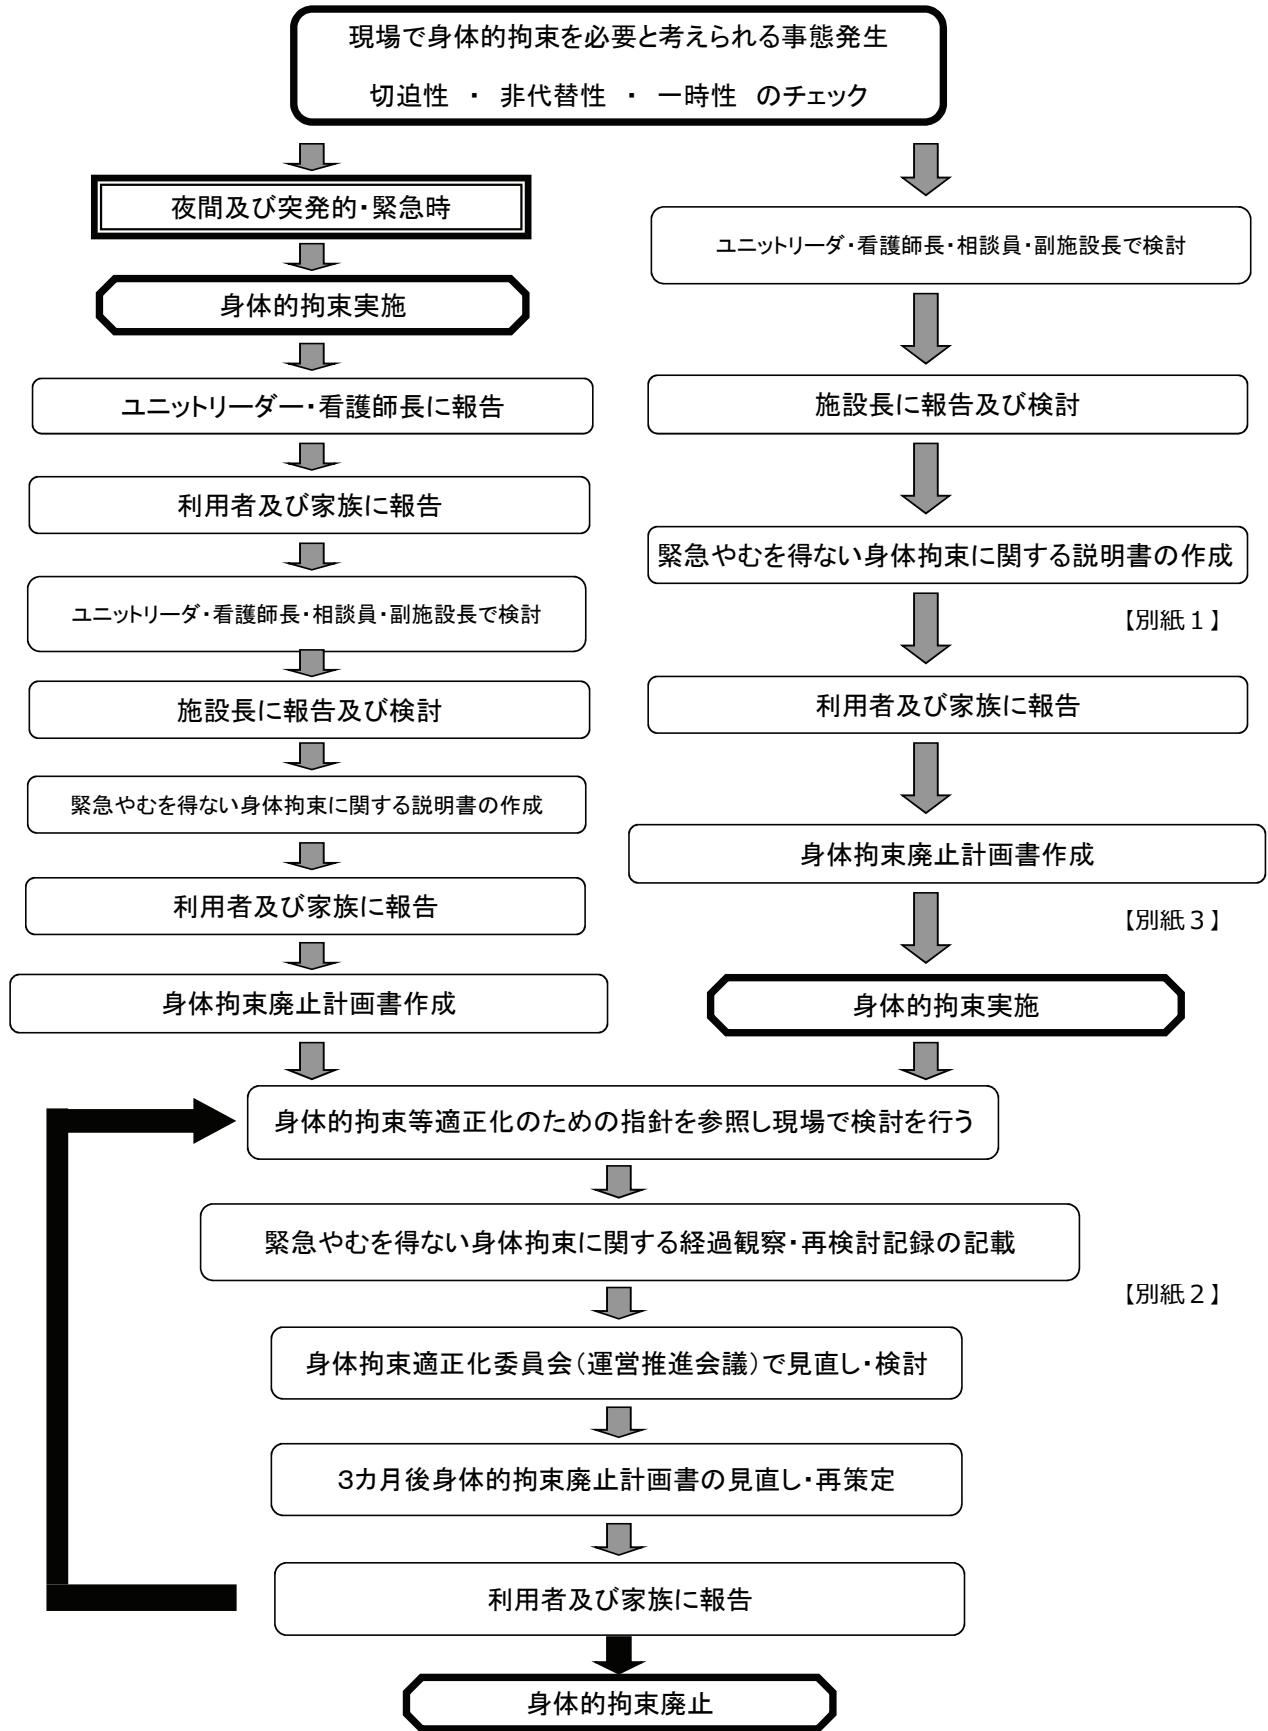 現場で身体的拘束を必要と考えられる事態発生
切迫性 ・ 非代替性 ・ 一時性 のチェック
夜間及び突発的・緊急時
身体的拘束実施
ユニットリーダー・看護師長に報告
利用者及び家族に報告
ユニットリーダ・看護師長・相談員・副施設長で検討
施設長に報告及び検討
緊急やむを得ない身体拘束に関する説明書の作成
利用者及び家族に報告
身体拘束廃止計画書作成
ユニットリーダ・看護師長・相談員・副施設長で検討
施設長に報告及び検討
緊急やむを得ない身体拘束に関する説明書の作成
【別紙１】
利用者及び家族に報告
身体拘束廃止計画書作成
【別紙３】
身体的拘束実施
身体的拘束等適正化のための指針を参照し現場で検討を行う
緊急やむを得ない身体拘束に関する経過観察・再検討記録の記載
【別紙２】
身体拘束適正化委員会（運営推進会議）で見直し・検討
3カ月後身体的拘束廃止計画書の見直し・再策定
利用者及び家族に報告
身体的拘束廃止